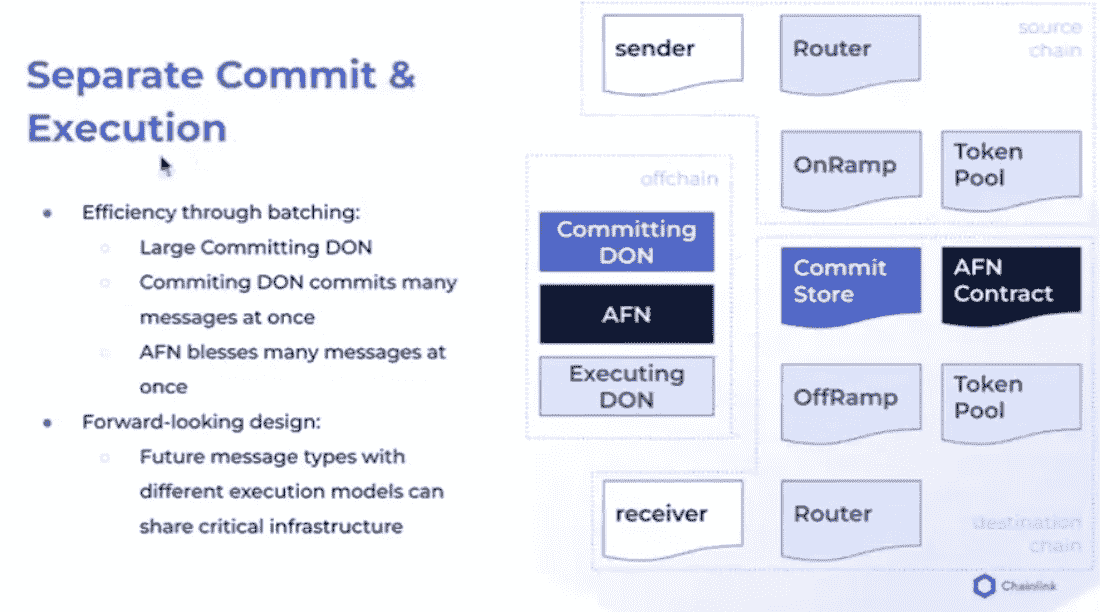 Separate Commit &
Execution
Efficiency through batching:
Large Committing DON
Commiting DON commits many
messages at once
AFN blesses many messages at
once
Forward-looking design:
Future message types with
different execution models can
share critical infrastructure
source
chain
sender
Router
OnRamp
Token
Pool
offchain
Committing
DON
AFN
Executing
DON
Commit
Store
AFN
Contract
OffRamp
Token
Pool
receiver
Router
Destination
chain
Chainlink